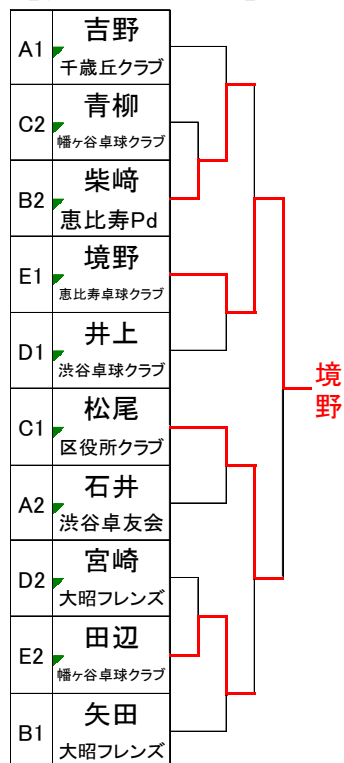 A1
吉野
千歳丘クラブ
C2
青柳
幡ヶ谷卓球クラブ
B2
柴﨑
恵比寿Pd
E1
境野
恵比寿卓球クラブ
D1
井上
渋谷卓球クラブ
C1
松尾
区役所クラブ
A2
石井
渋谷卓友会
D2
宮崎
大昭フレンズ
E2
田辺
幡ヶ谷卓球クラブ
B1
矢田
大昭フレンズ
境野